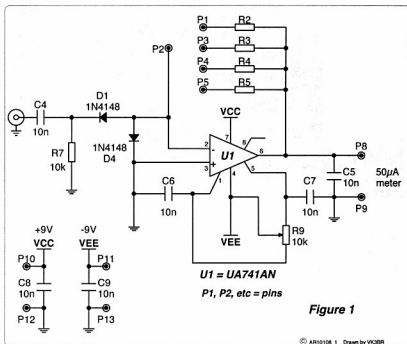 P1
R2
P2
P3
R3
P4
R4
P5
R5
D1
1N4148
C4
10n
R7
10k
1N4148
D4
VCC
7
8
2
-
U1
6
3
+
1
4
5
C6
10n
VEE
R9
10k
C7
10n
C5
10n
P8
50µA
meter
P9
+9V
VCC
-9V
VEE
P10
P11
C8
10n
C9
10n
P12
P13
U1 = UA741AN
P1, P2, etc = pins
Figure 1
© AR10108_1 Drawn by VK3BR